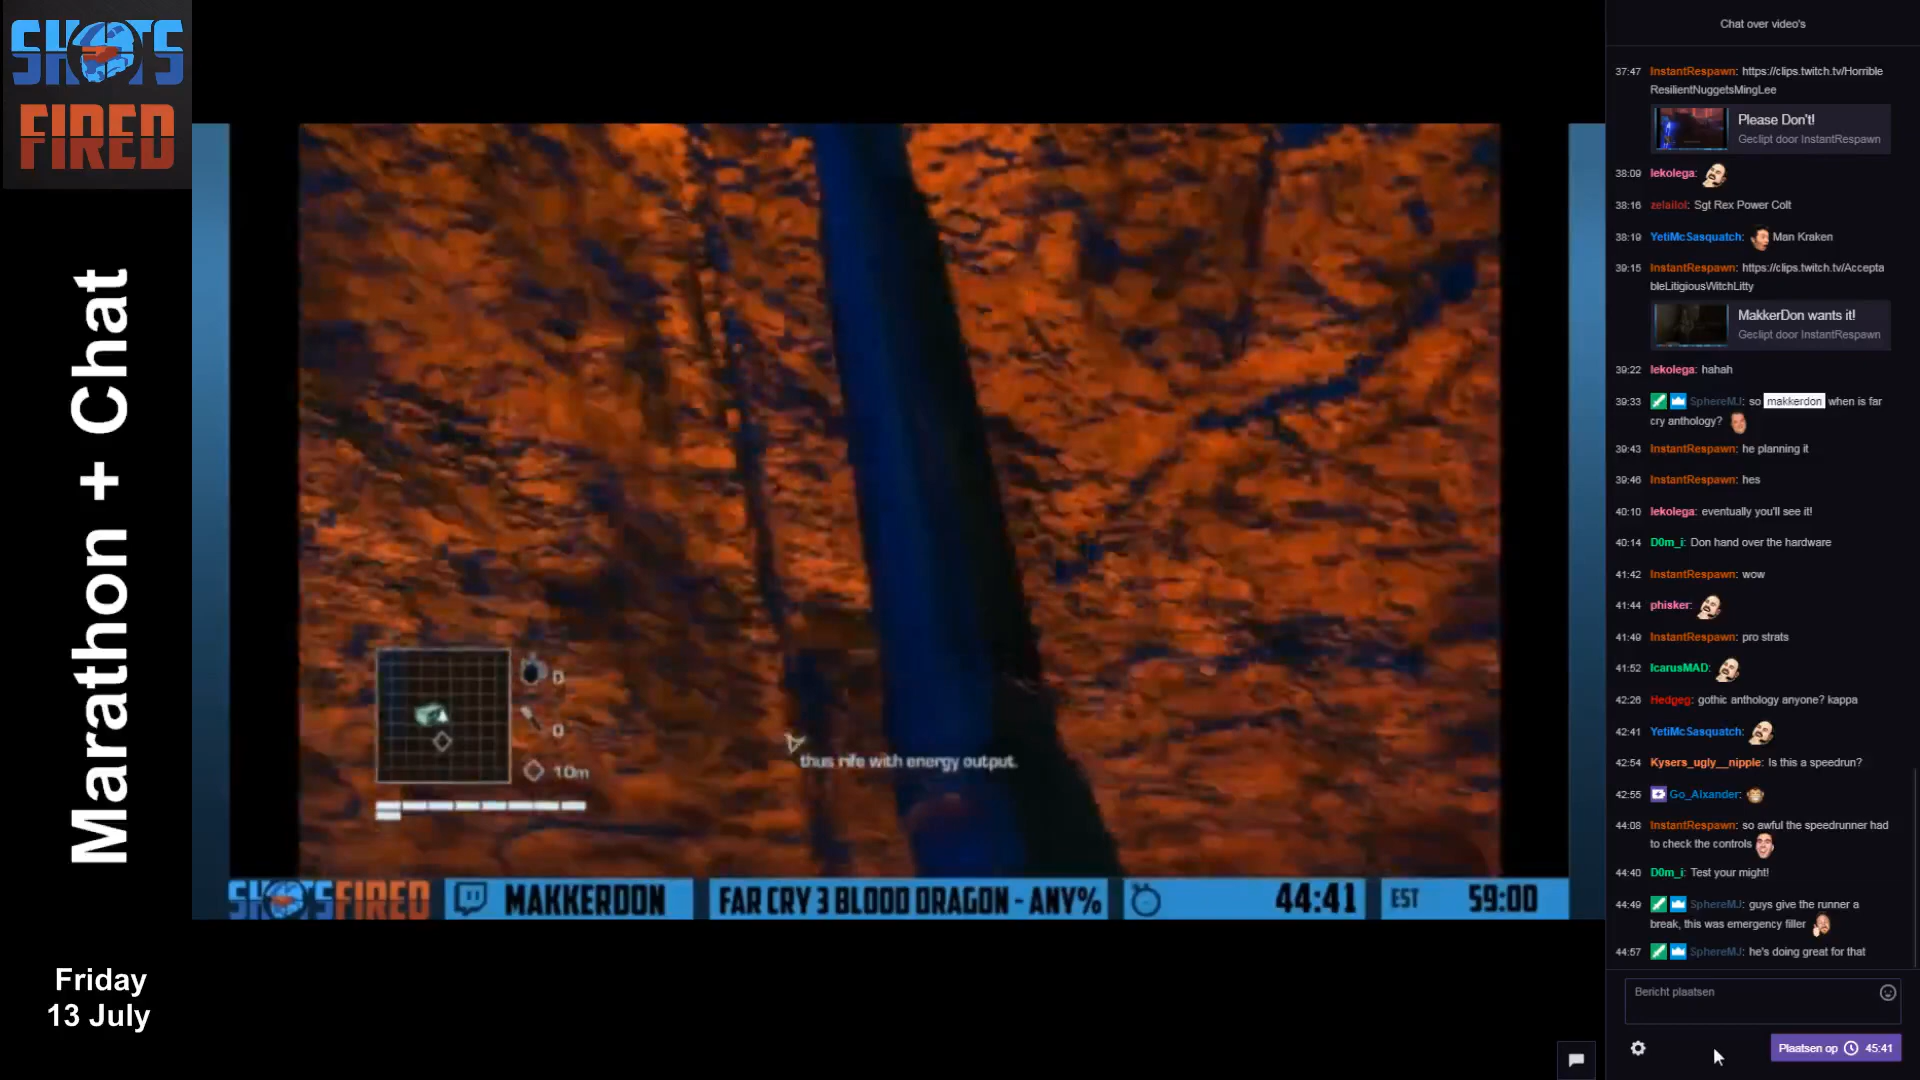 SHOTS
FIRED
Marathon + Chat
Friday
13 July
0
0
10m
thus rife with energy output.
SHOTSFIRED
MAKKERDON
FAR CRY 3 BLOOD DRAGON - ANY%
44:41
EST
59:00
Chat over video's
37:47 InstantRespawn: https://clips.twitch.tv/Horrible
ResilientNuggetsMingLee
Please Don't!
Geclipt door InstantRespawn
38:09 lekolega:
38:16 zelailol: Sgt Rex Power Colt
38:19 YetiMcSasquatch: Man Kraken
39:15 InstantRespawn: https://clips.twitch.tv/Accepta
bleLitigiousWitchLitty
MakkerDon wants it!
Geclipt door InstantRespawn
39:22 lekolega: hahah
39:33 SphereMJ: so makkerdon when is far
cry anthology?
39:43 InstantRespawn: he planning it
39:46 InstantRespawn: hes
40:10 lekolega: eventually you'll see it!
40:14 D0m_i: Don hand over the hardware
41:42 InstantRespawn: wow
41:44 phisker:
41:49 InstantRespawn: pro strats
41:52 IcarusMAD:
42:26 Hedgeg: gothic anthology anyone? kappa
42:41 YetiMcSasquatch:
42:54 Kysers_ugly__nipple: Is this a speedrun?
42:55 Go_Alxander:
44:08 InstantRespawn: so awful the speedrunner had
to check the controls
44:40 D0m_i: Test your might!
44:49 SphereMJ: guys give the runner a
break, this was emergency filler
44:57 SphereMJ: he's doing great for that
Bericht plaatsen
Plaatsen op 45:41